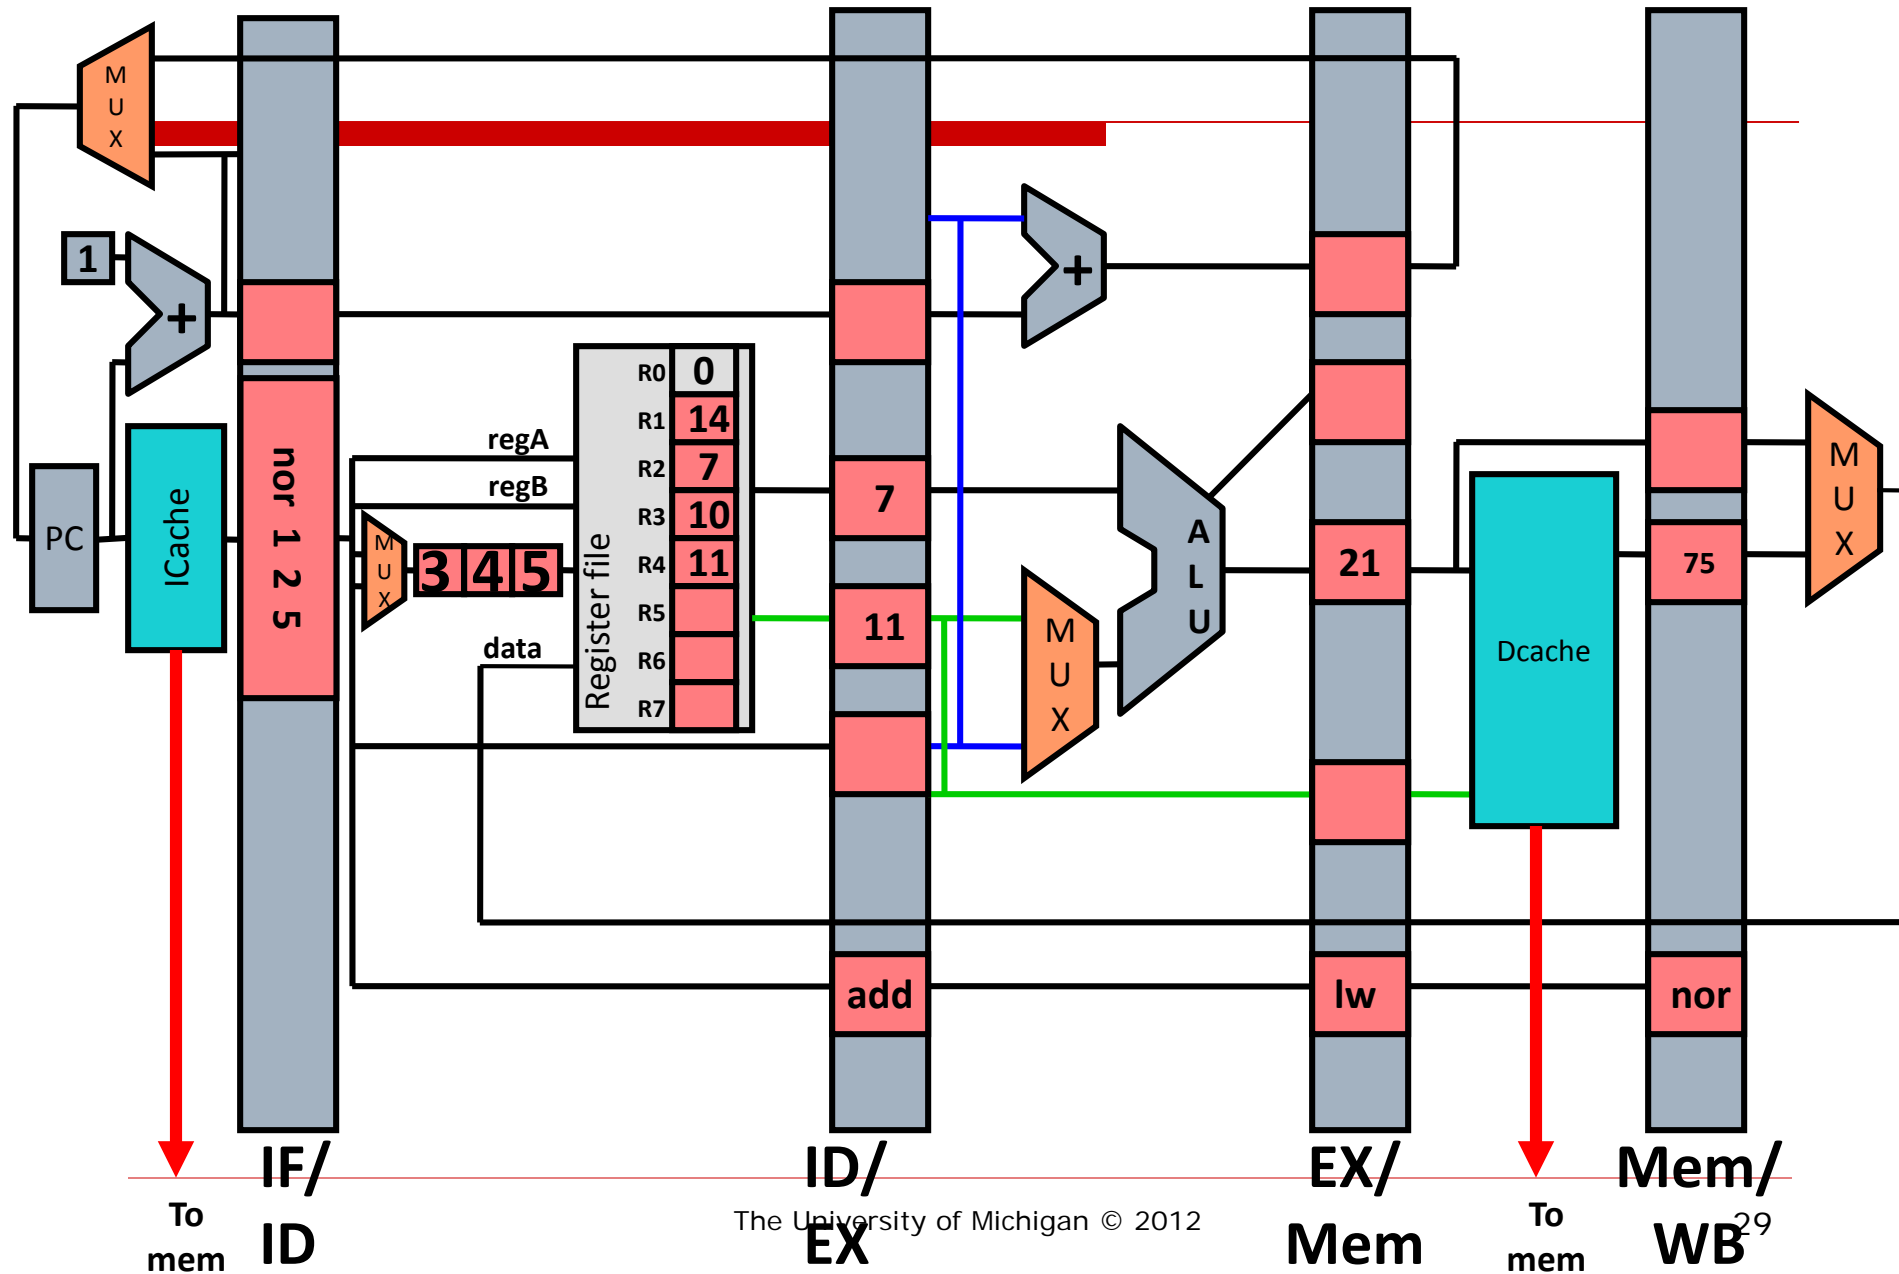 M
U
X
1
+
+
R0 0
R1 14
R2 7
R3 10
R4 11
R5
R6
R7
Register file
regA
regB
data
PC
ICache
nor 1 2 5
M
U
X
3 4 5
7
11
M
U
X
A
L
U
21
Dcache
75
M
U
X
add
lw
nor
To
mem
IF/
ID
ID/
EX
EX/
Mem
To
mem
Mem/
WB
The University of Michigan © 2012
29